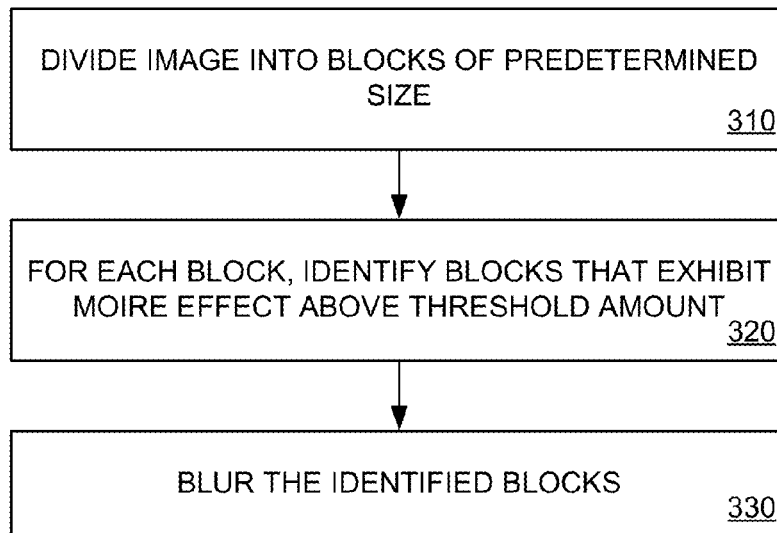 DIVIDE IMAGE INTO BLOCKS OF PREDETERMINED
SIZE
310
FOR EACH BLOCK, IDENTIFY BLOCKS THAT EXHIBIT
MOIRE EFFECT ABOVE THRESHOLD AMOUNT
320
BLUR THE IDENTIFIED BLOCKS
330